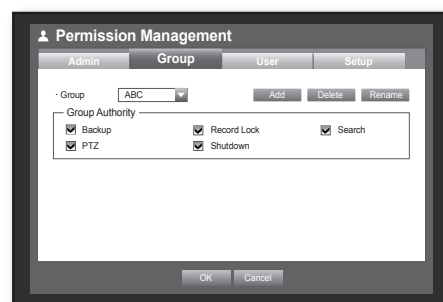 Permission Management
Admin Group User Setup
· Group ABC Add Delete Rename
Group Authority
Backup Record Lock Search
PTZ Shutdown
OK Cancel